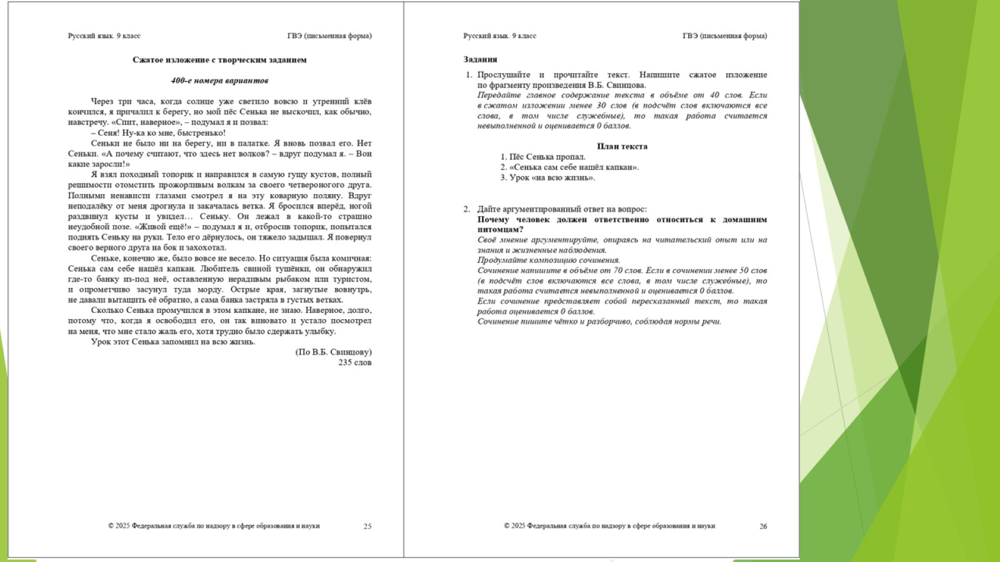 Русский язык. 9 класс
ГВЭ (письменная форма)
Сжатое изложение с творческим заданием
400-е номера вариантов
Через три часа, когда солнце уже светило вовсю и утренний клёв
кончился, я причалил к берегу, но мой пёс Сенька не выскочил, как обычно,
навстречу. «Спит, наверное», – подумал я и позвал:
– Сеня! Ну-ка ко мне, быстренько!
Сеньки не было ни на берегу, ни в палатке. Я вновь позвал его. Нет
Сеньки. «А почему считают, что здесь нет волков? – вдруг подумал я. – Вон
какие заросли!»
Я взял походный топорик и направился в самую гущу кустов, полный
решимости отомстить прожорливым волкам за своего четвероногого друга.
Полными ненависти глазами смотрел я на эту коварную поляну. Вдруг
неподалёку от меня дрогнула и закачалась ветка. Я бросился вперёд, ногой
раздвинул кусты и увидел… Сеньку. Он лежал в какой-то страшно
неудобной позе. «Живой ещё!» – подумал я и, отбросив топорик, попытался
поднять Сеньку на руки. Тело его дёрнулось, он тяжело задышал. Я повернул
своего верного друга на бок и захохотал.
Сеньке, конечно же, было вовсе не весело. Но ситуация была комичная:
Сенька сам себе нашёл капкан. Любитель свиной тушёнки, он обнаружил
где-то банку из-под неё, оставленную нерадивым рыбаком или туристом,
и опрометчиво засунул туда морду. Острые края, загнутые вовнутрь,
не давали вытащить её обратно, а сама банка застряла в густых ветках.
Сколько Сенька промучился в этом капкане, не знаю. Наверное, долго,
потому что, когда я освободил его, он так виновато и устало посмотрел
на меня, что мне стало жаль его, хотя трудно было сдержать улыбку.
Урок этот Сенька запомнил на всю жизнь.
(По В.Б. Свинцову)
235 слов
© 2025 Федеральная служба по надзору в сфере образования и науки
25
Русский язык. 9 класс
ГВЭ (письменная форма)
Задания
1. Прослушайте и прочитайте текст. Напишите сжатое изложение
по фрагменту произведения В.Б. Свинцова.
Передайте главное содержание текста в объёме от 40 слов. Если
в сжатом изложении менее 30 слов (в подсчёт слов включаются все
слова, в том числе служебные), то такая работа считается
невыполненной и оценивается 0 баллов.
План текста
1. Пёс Сенька пропал.
2. «Сенька сам себе нашёл капкан».
3. Урок «на всю жизнь».
2. Дайте аргументированный ответ на вопрос:
Почему человек должен ответственно относиться к домашним
питомцам?
Своё мнение аргументируйте, опираясь на читательский опыт или на
знания и жизненные наблюдения.
Продумайте композицию сочинения.
Сочинение напишите в объёме от 70 слов. Если в сочинении менее 50 слов
(в подсчёт слов включаются все слова, в том числе служебные), то
такая работа считается невыполненной и оценивается 0 баллов.
Если сочинение представляет собой пересказанный текст, то такая
работа оценивается 0 баллов.
Сочинение пишите чётко и разборчиво, соблюдая нормы речи.
© 2025 Федеральная служба по надзору в сфере образования и науки
26